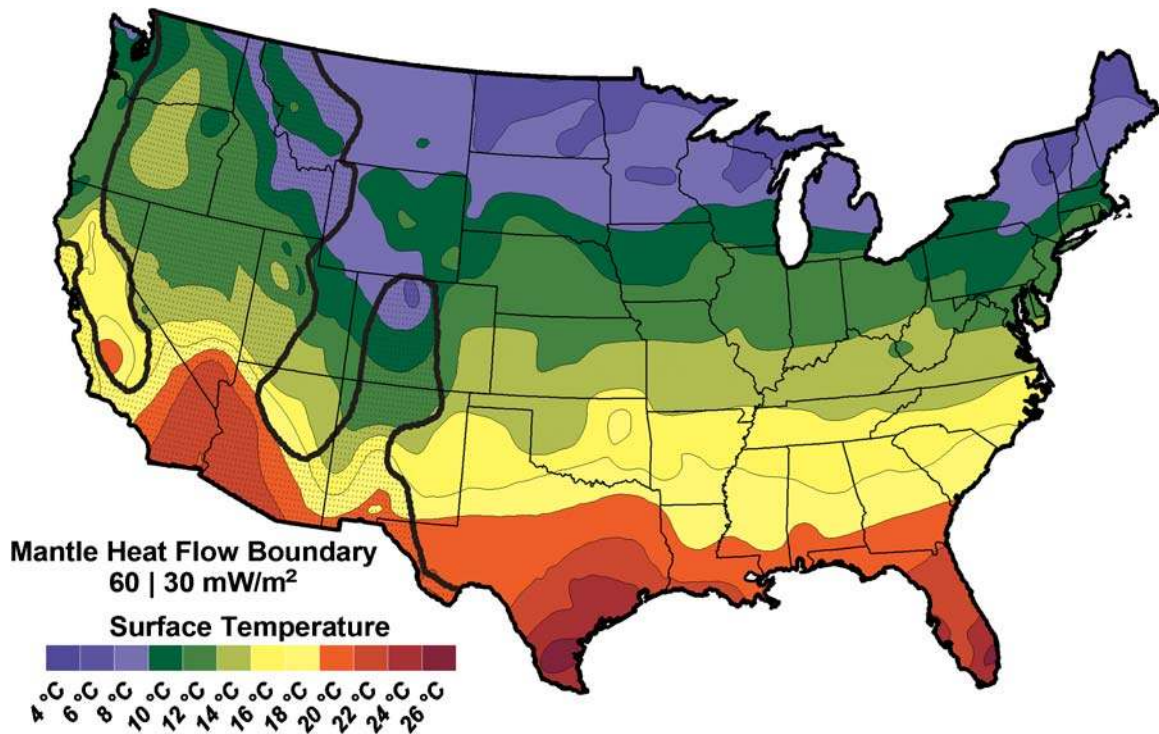 Mantle Heat Flow Boundary
60 | 30 mW/m²
Surface Temperature
4 °C 6 °C 8 °C 10 °C 12 °C 14 °C 16 °C 18 °C 20 °C 22 °C 24 °C 26 °C